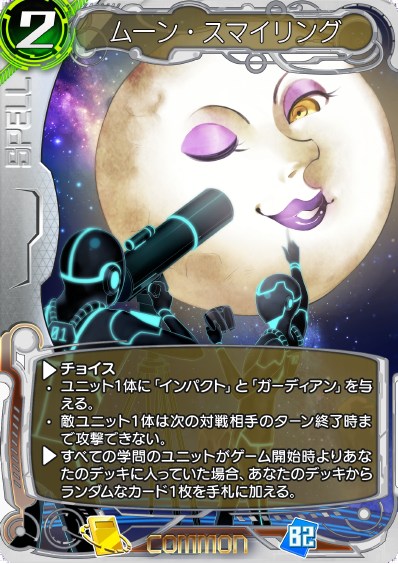 2
ムーン・スマイリング
SPELL
01
▶チョイス
・ ユニット1体に「インパクト」と「ガーディアン」を与
える。
・ 敵ユニット1体は次の対戦相手のターン終了時ま
で攻撃できない。
▶すべての学問のユニットがゲーム開始時よりあな
たのデッキに入っていた場合、あなたのデッキから
ランダムなカード1枚を手札に加える。
COMMON
B2